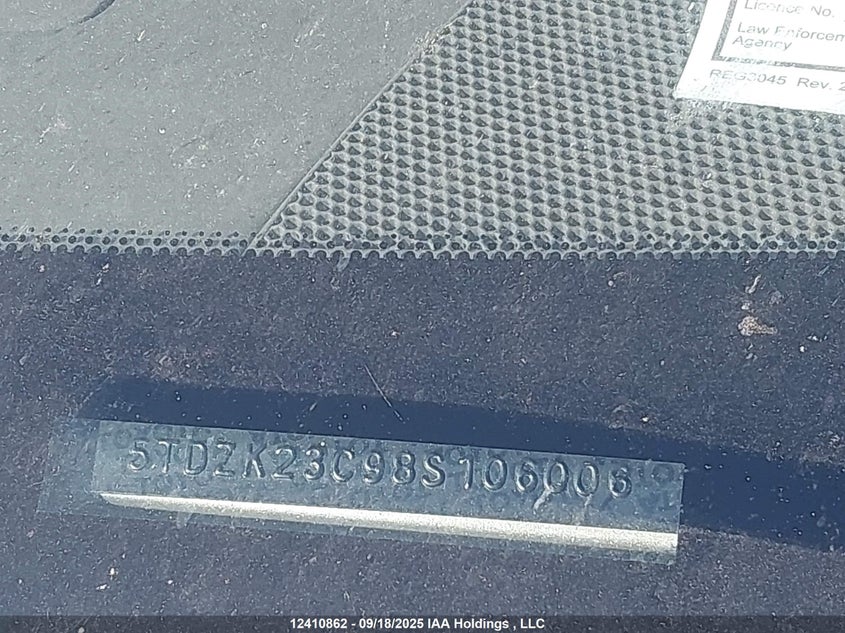 Licence No.
Law Enforcem
Agency
REG3045 Rev. 2
5TDZK23C98S106006
12410862 - 09/18/2025 IAA Holdings , LLC